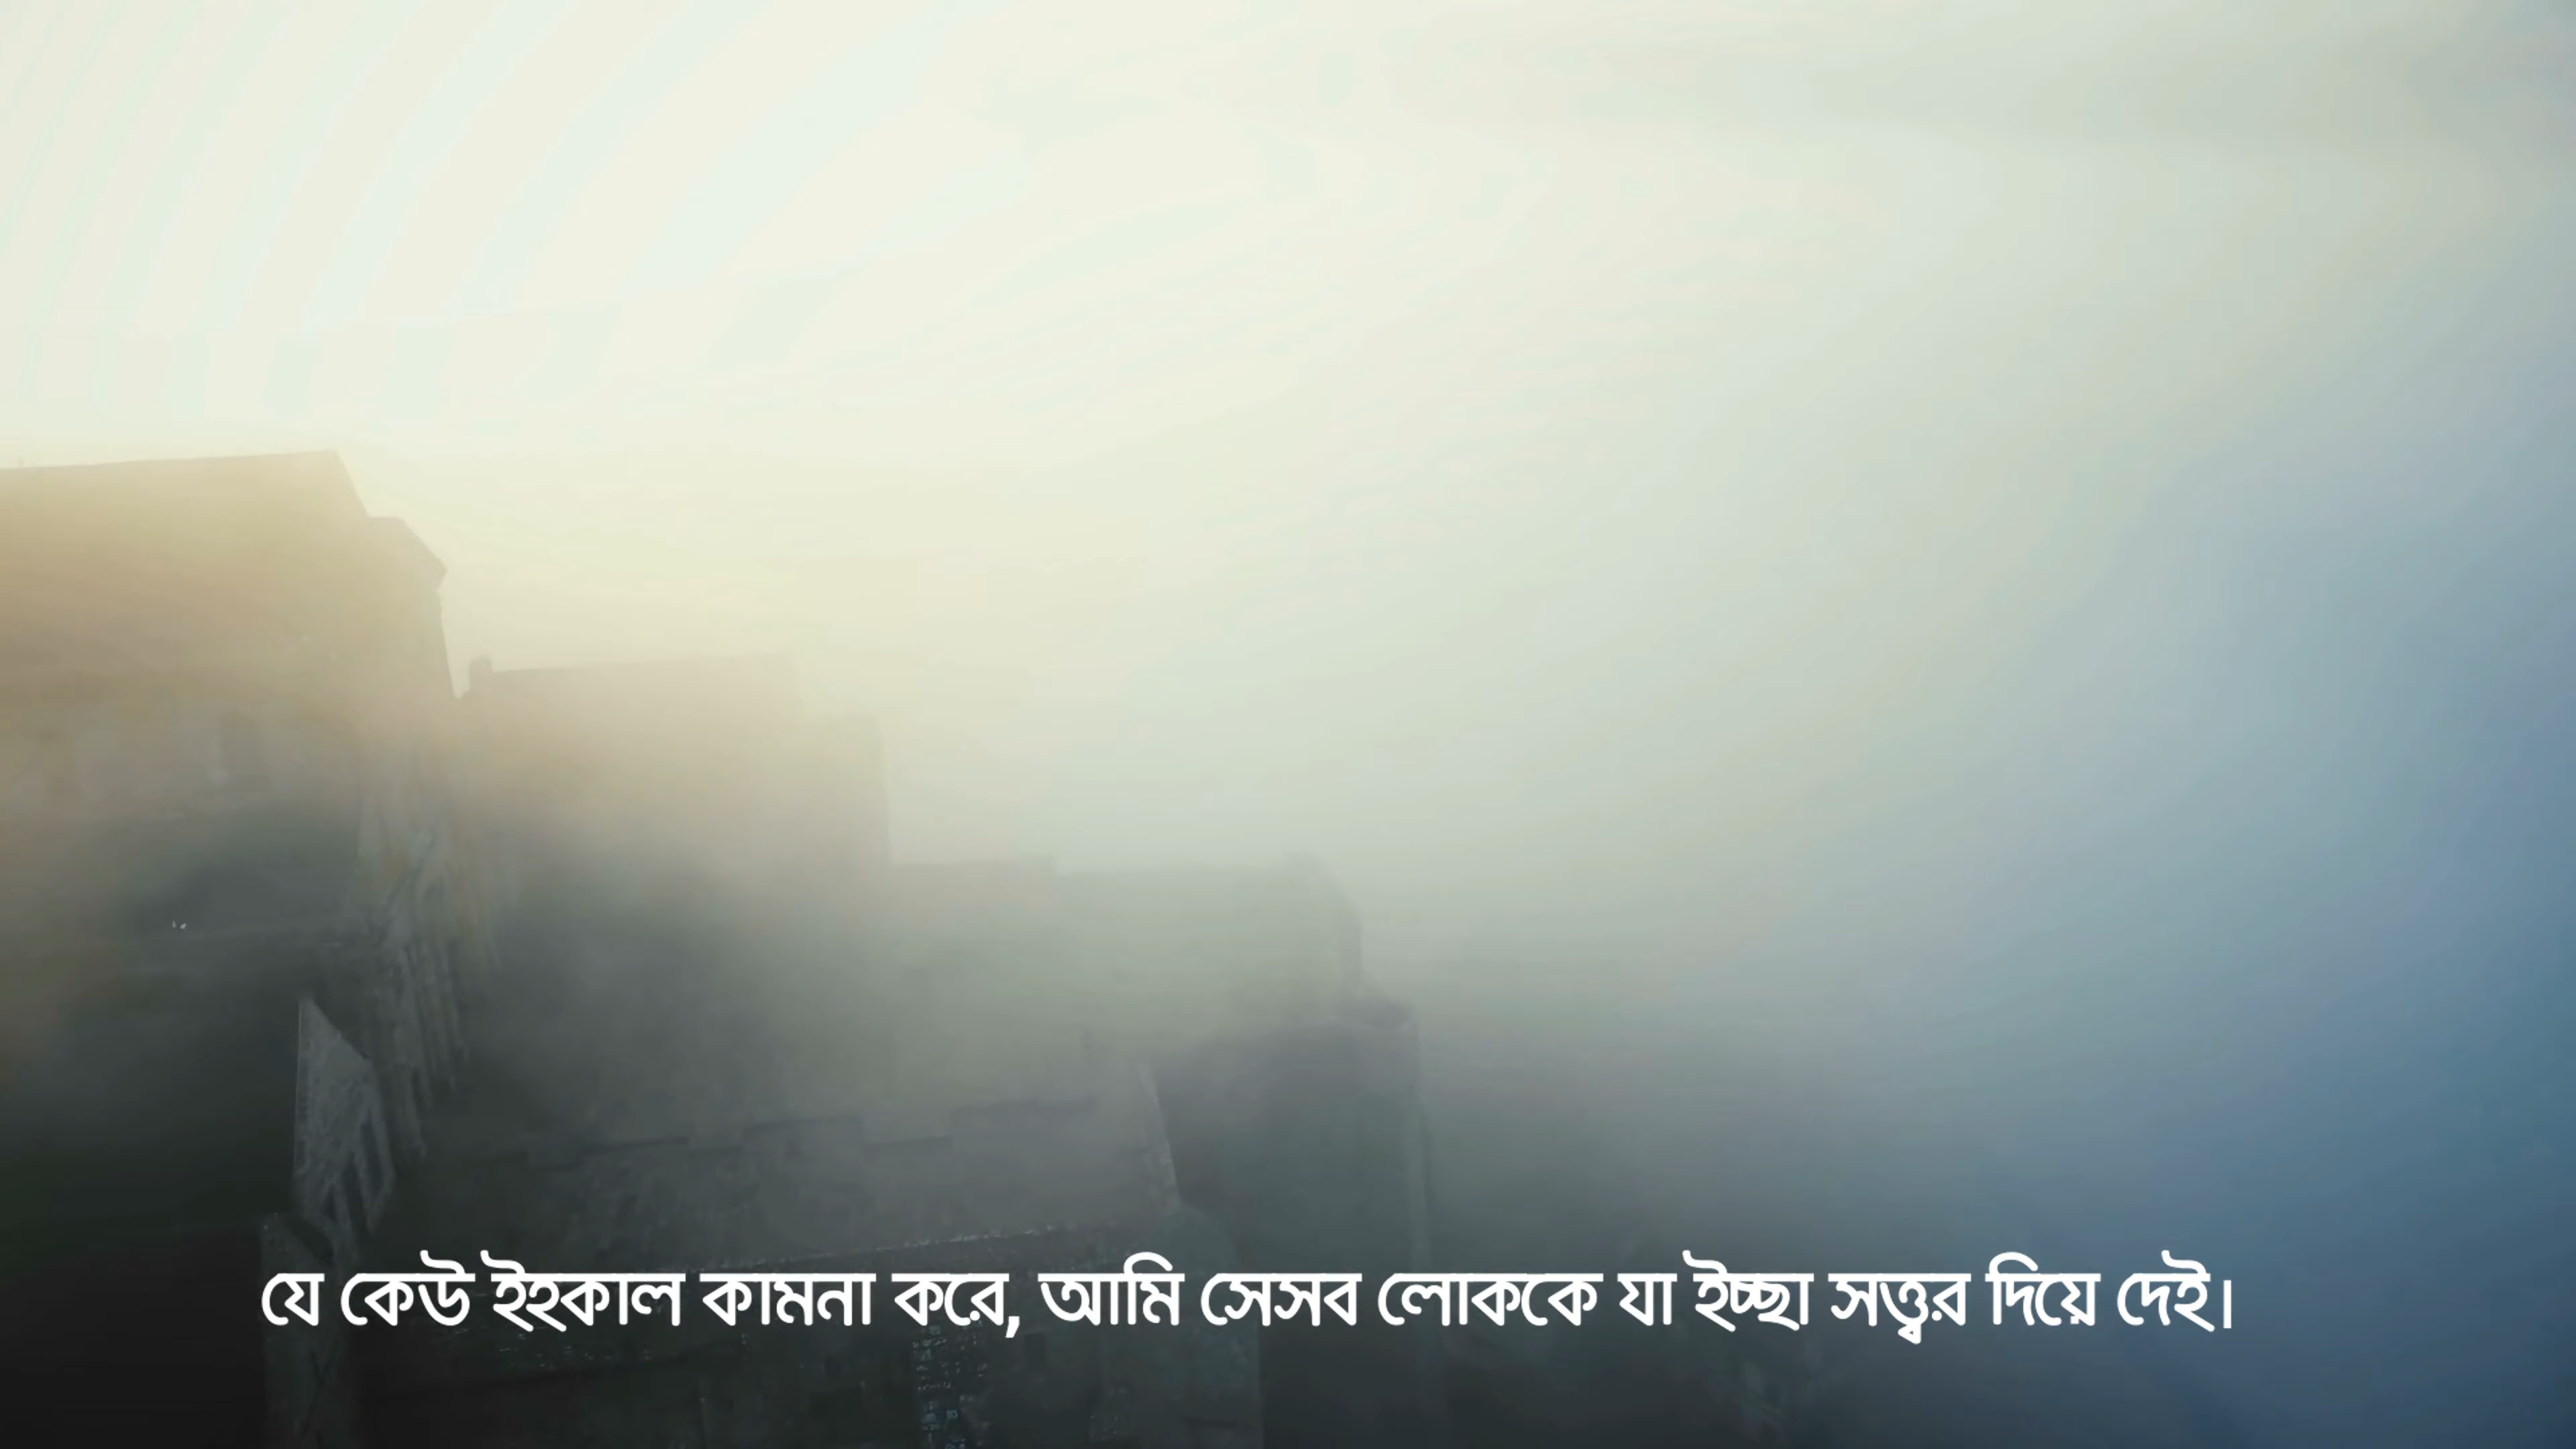 যে কেউ ইহকাল কামনা করে, আমি সেসব লোককে যা ইচ্ছা সত্ত্বর দিয়ে দেই।